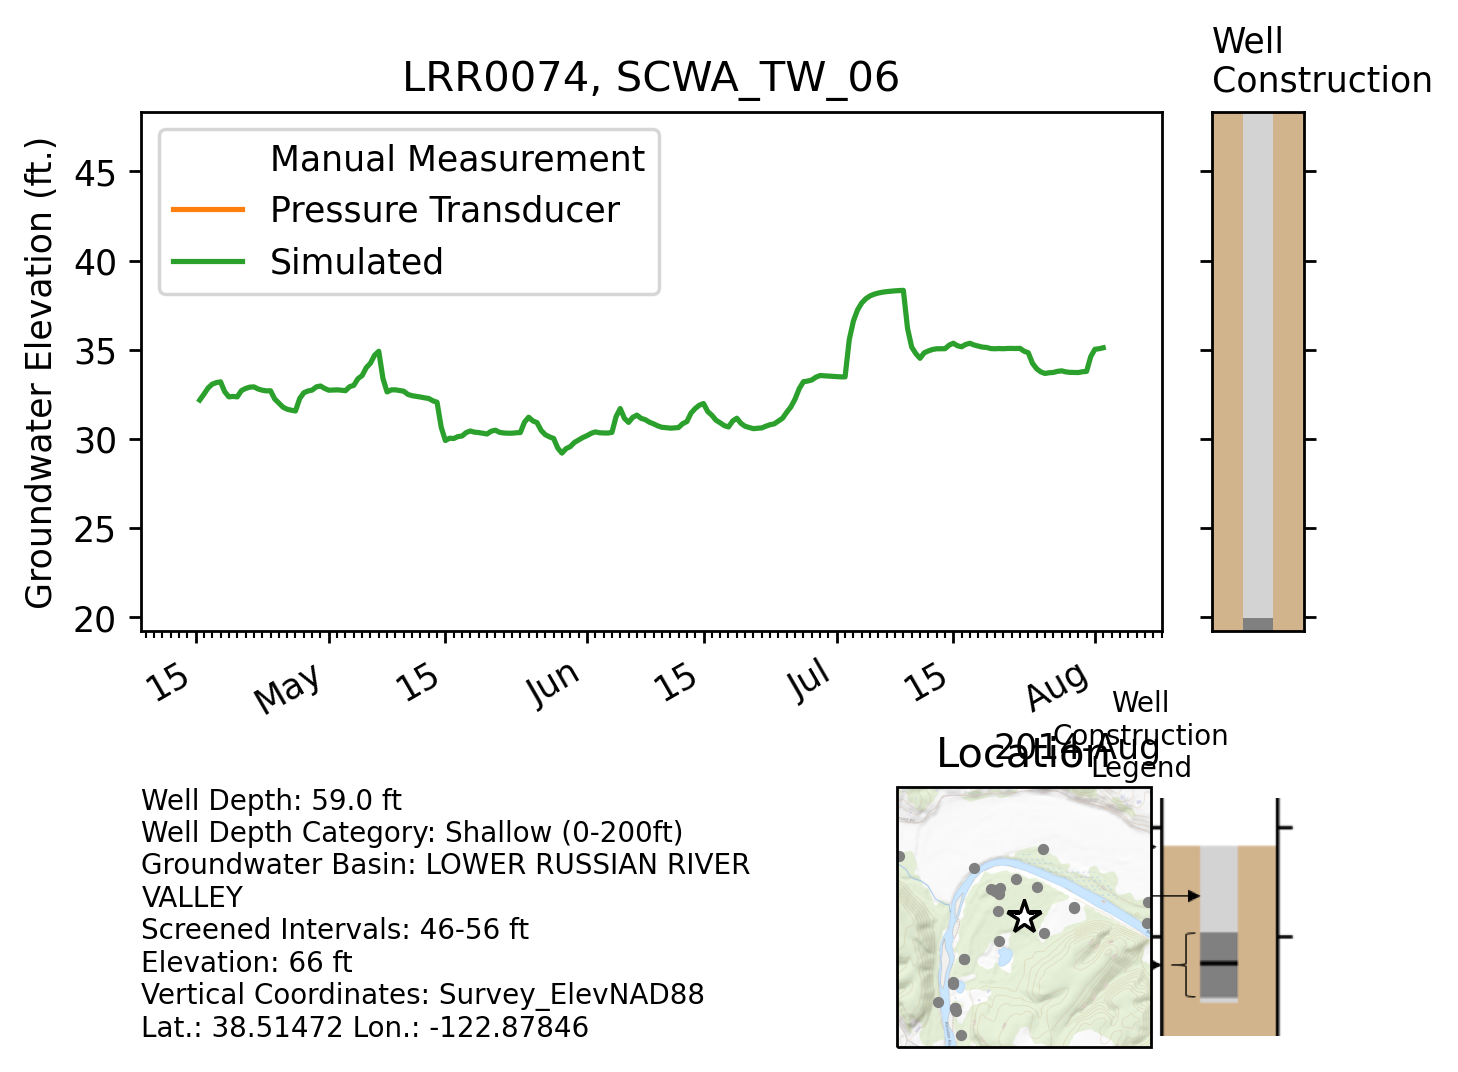 Well
Construction
LRR0074, SCWA_TW_06
Groundwater Elevation (ft.)
Manual Measurement
Pressure Transducer
Simulated
45
40
35
30
25
20
15
May
15
Jun
15
Jul
15
Aug
2014-Aug
Well
Construction
Legend
Location
Well Depth: 59.0 ft
Well Depth Category: Shallow (0-200ft)
Groundwater Basin: LOWER RUSSIAN RIVER
VALLEY
Screened Intervals: 46-56 ft
Elevation: 66 ft
Vertical Coordinates: Survey_ElevNAD88
Lat.: 38.51472 Lon.: -122.87846